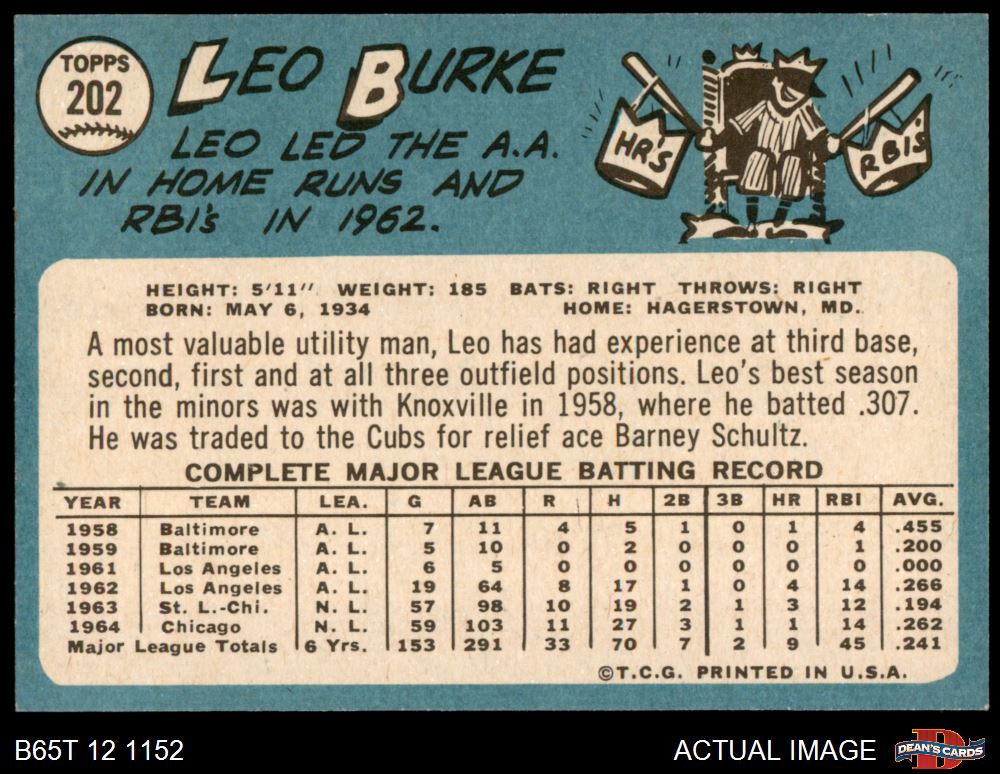 TOPPS
202
LEO BURKE
LEO LED THE A.A.
IN HOME RUNS AND
RBI's IN 1962.
HR'S
RBI'S
HEIGHT: 5'11" WEIGHT: 185 BATS: RIGHT THROWS: RIGHT
BORN: MAY 6, 1934 HOME: HAGERSTOWN, MD.
A most valuable utility man, Leo has had experience at third base,
second, first and at all three outfield positions. Leo's best season
in the minors was with Knoxville in 1958, where he batted .307.
He was traded to the Cubs for relief ace Barney Schultz.
COMPLETE MAJOR LEAGUE BATTING RECORD
YEAR TEAM LEA. G AB R H 2B 3B HR RBI AVG.
1958 Baltimore A. L. 7 11 4 5 1 0 1 4 .455
1959 Baltimore A. L. 5 10 0 2 0 0 0 1 .200
1961 Los Angeles A. L. 6 5 0 0 0 0 0 0 .000
1962 Los Angeles A. L. 19 64 8 17 1 0 4 14 .266
1963 St. L.-Chi. N. L. 57 98 10 19 2 1 3 12 .194
1964 Chicago N. L. 59 103 11 27 3 1 1 14 .262
Major League Totals 6 Yrs. 153 291 33 70 7 2 9 45 .241
©T.C.G. PRINTED IN U.S.A.
B65T 12 1152
ACTUAL IMAGE
D
DEAN'S CARDS